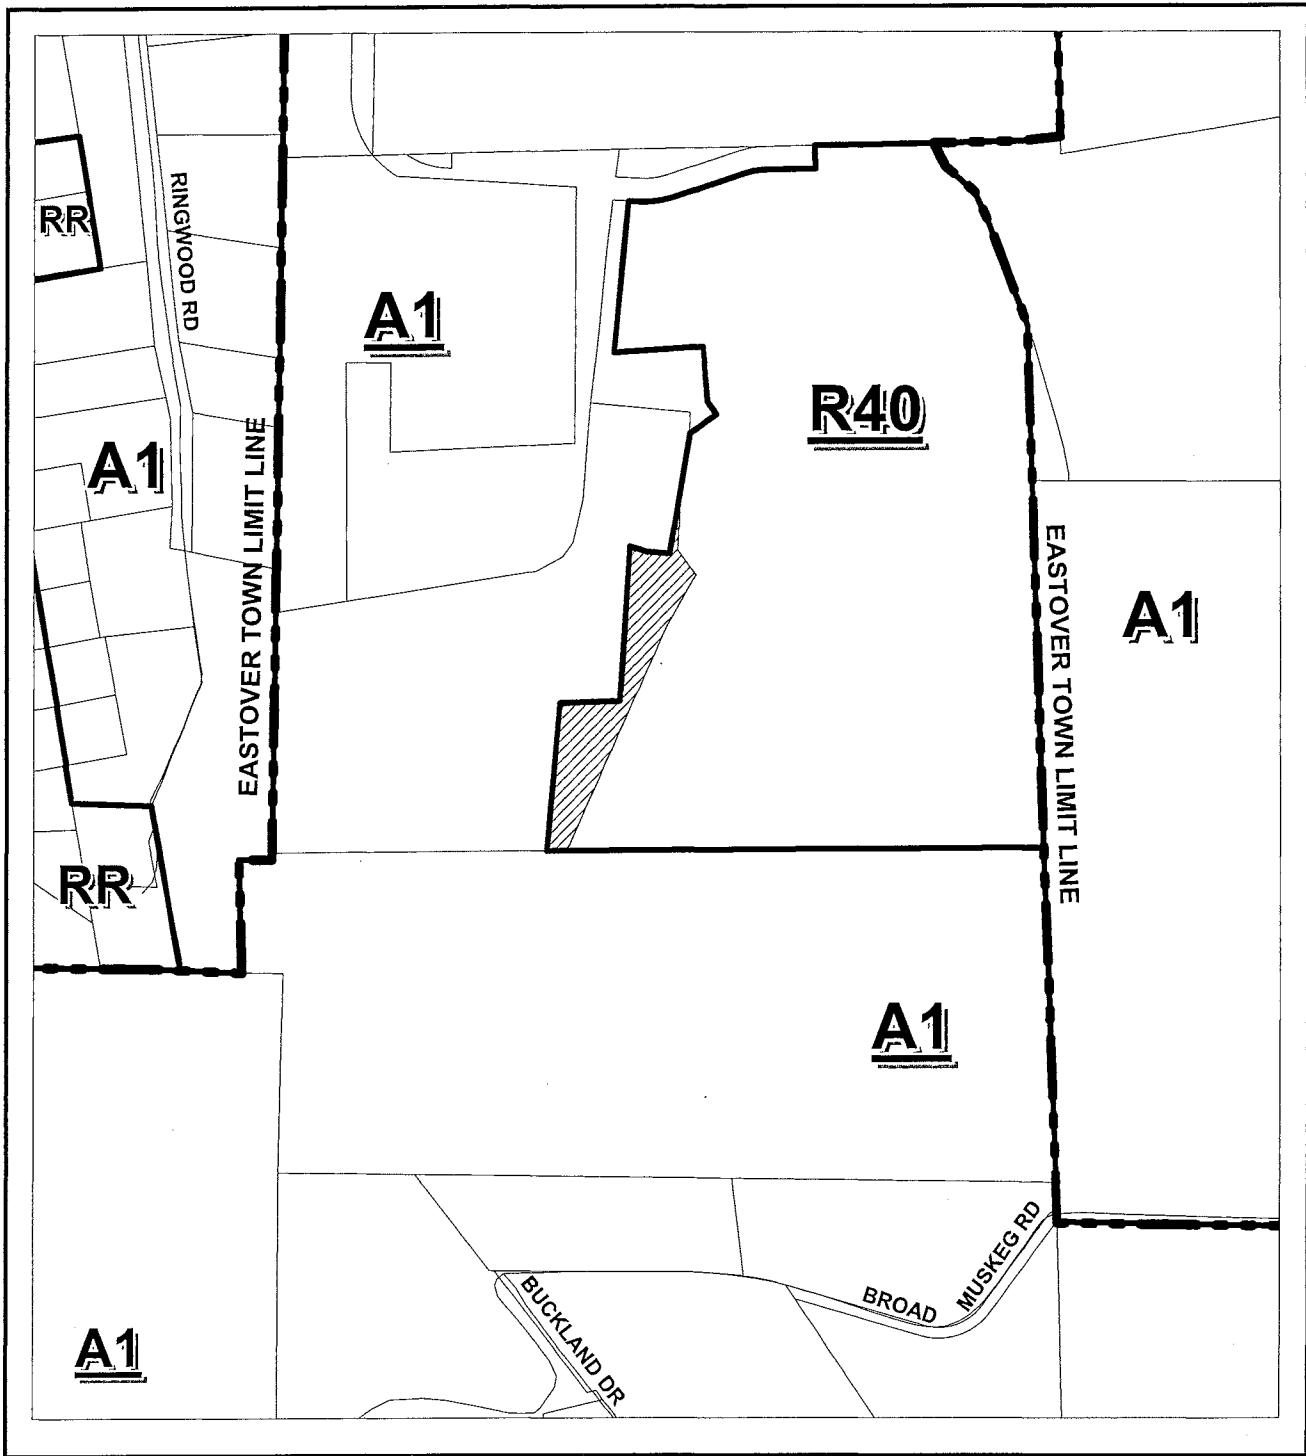 RR
RINGWOOD RD
A1
R40
A1
EASTOVER TOWN LIMIT LINE
EASTOVER TOWN LIMIT LINE
A1
RR
A1
BROAD
MUSKEG RD
BUCKLAND DR
A1